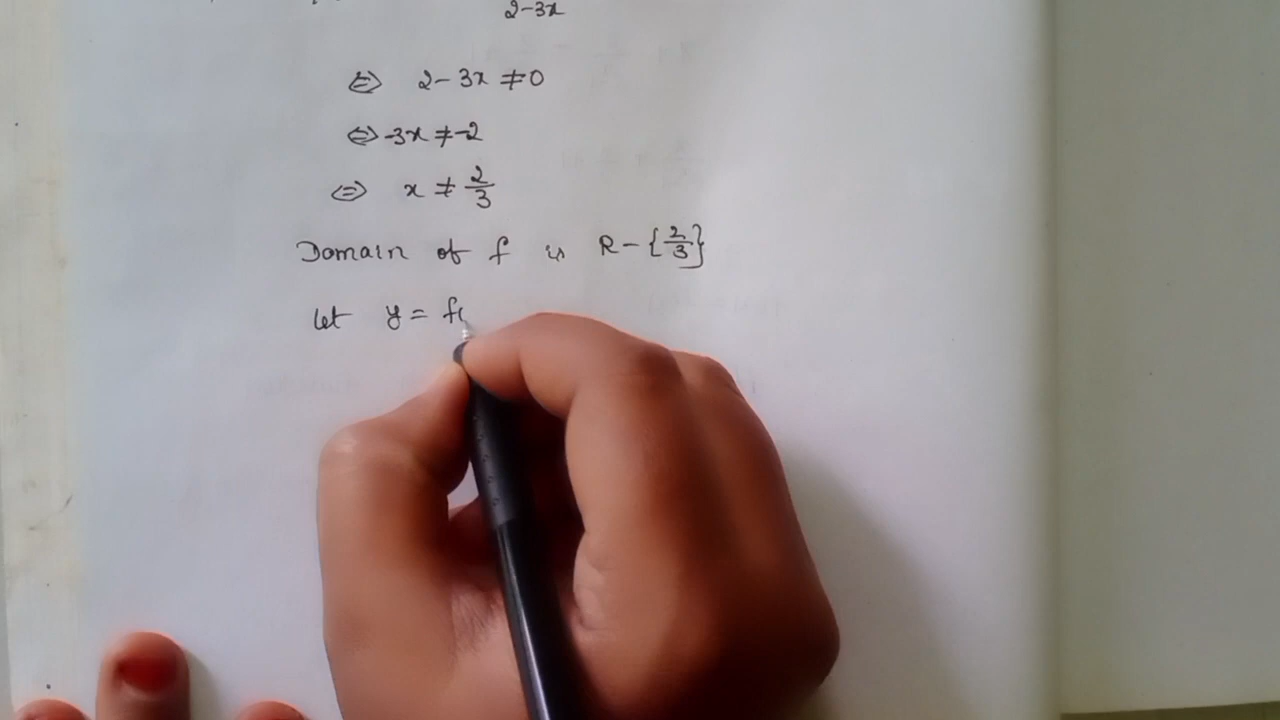 2-3x
⇔ 2-3x ≠0
⇔ -3x ≠ -2
⇔ x ≠ 2/3
Domain of f is R - {2/3}
let y = f(